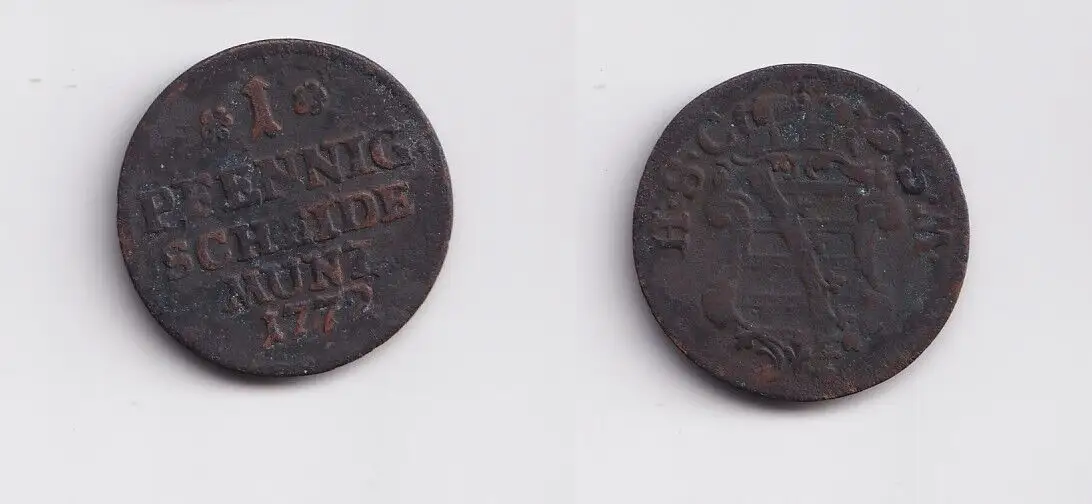 1
PFENNIG
SCHEIDE
MUNZ
1772
H·S·C
S·M